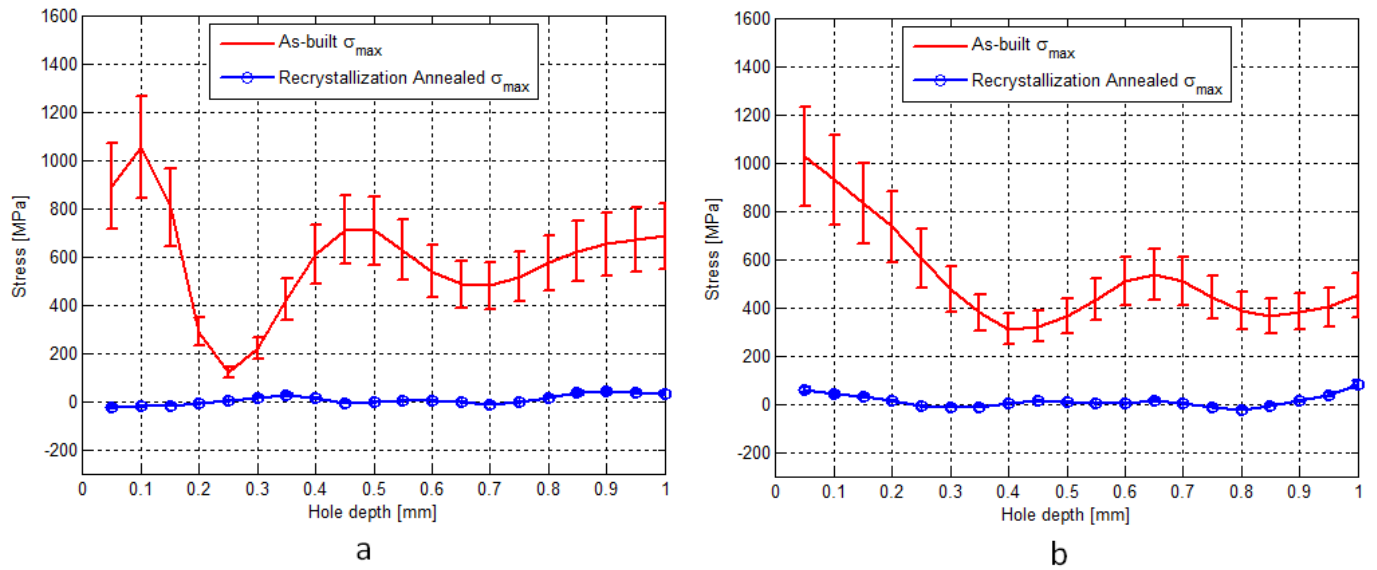 1600
1400
1200
1000
800
600
400
200
0
-200
Stress [MPa]
As-built σmax
Recrystallization Annealed σmax
0 0.1 0.2 0.3 0.4 0.5 0.6 0.7 0.8 0.9 1
Hole depth [mm]
a
1600
1400
1200
1000
800
600
400
200
0
-200
Stress [MPa]
As-built σmax
Recrystallization Annealed σmax
0 0.1 0.2 0.3 0.4 0.5 0.6 0.7 0.8 0.9 1
Hole depth [mm]
b